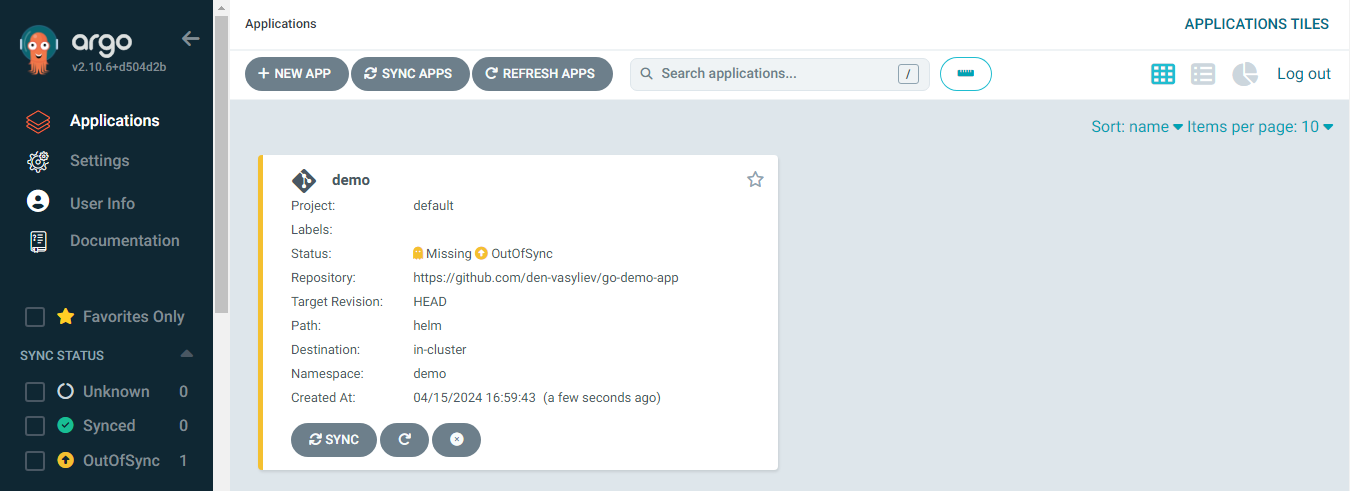 argo
v2.10.6+d504d2b
Applications
Settings
User Info
Documentation
Favorites Only
SYNC STATUS
Unknown 0
Synced 0
OutOfSync 1
Applications
APPLICATIONS TILES
NEW APP SYNC APPS REFRESH APPS Search applications... / Log out
Sort: name Items per page: 10
demo
Project: default
Labels:
Status: Missing OutOfSync
Repository: https://github.com/den-vasyliev/go-demo-app
Target Revision: HEAD
Path: helm
Destination: in-cluster
Namespace: demo
Created At: 04/15/2024 16:59:43 (a few seconds ago)
SYNC